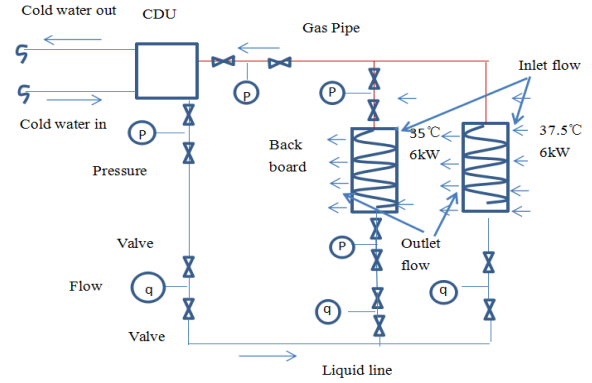 Cold water out
CDU
Gas Pipe
Inlet flow
P
P
Cold water in
P
35℃
6kW
37.5℃
6kW
Back
board
Pressure
Valve
P
Outlet
flow
Flow
q
q
q
Valve
Liquid line